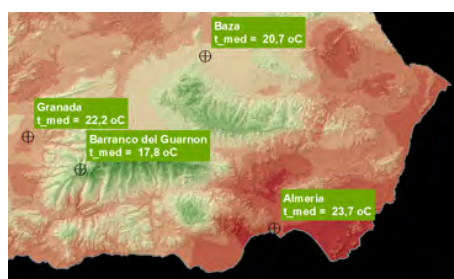 Baza
t_med = 20,7 oC
Granada
t_med = 22,2 oC
Barranco del Guarnon
t_med = 17,8 oC
Almeria
t_med = 23,7 oC